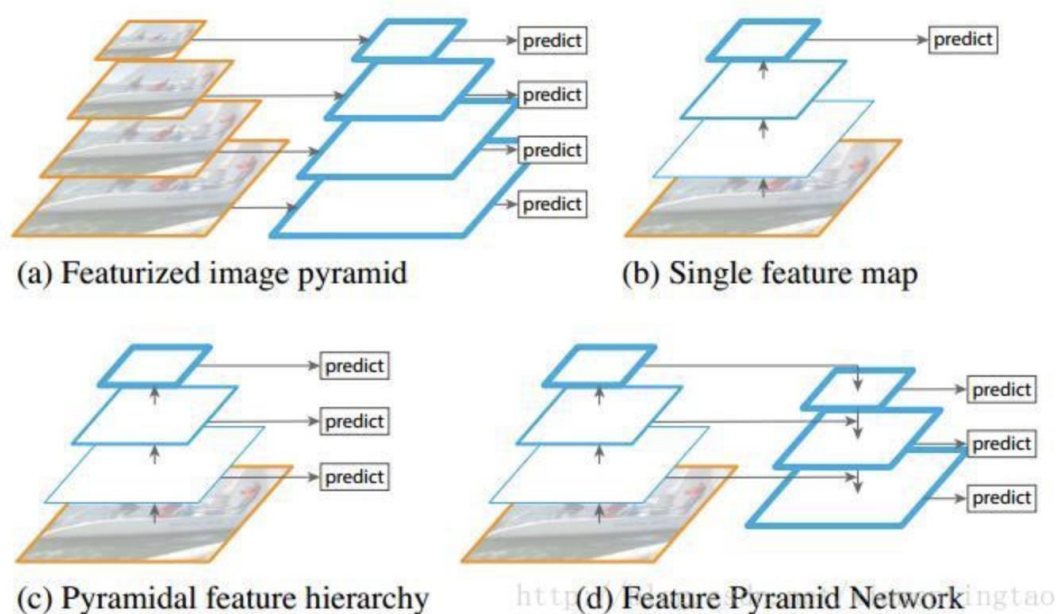 predict
predict
predict
predict
predict
(a) Featurized image pyramid
(b) Single feature map
predict
predict
predict
predict
predict
predict
(c) Pyramidal feature hierarchy
(d) Feature Pyramid Network